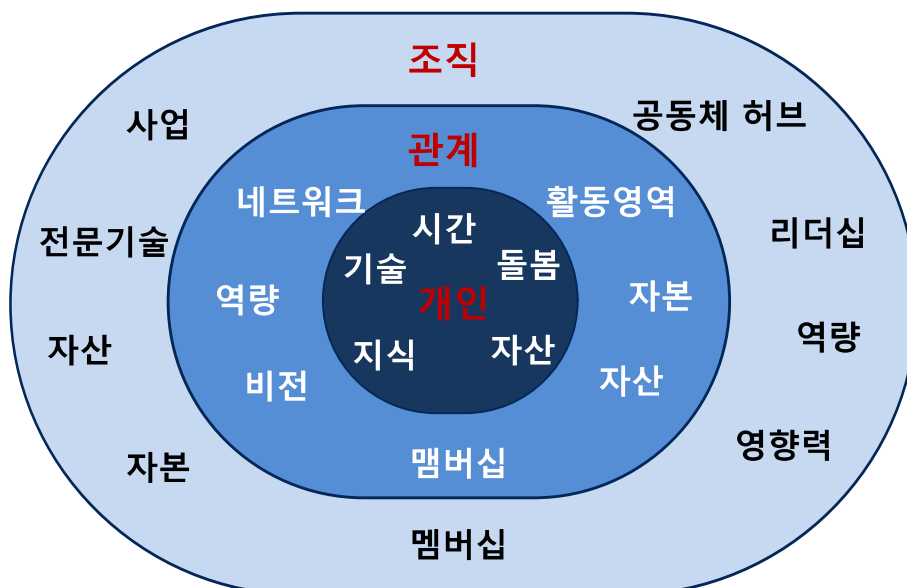 조직
사업
공동체 허브
관계
네트워크
활동영역
시간
전문기술
리더십
기술
돌봄
역량
개인
자본
자산
지식
자산
역량
비전
자산
자본
맴버십
영향력
멤버십